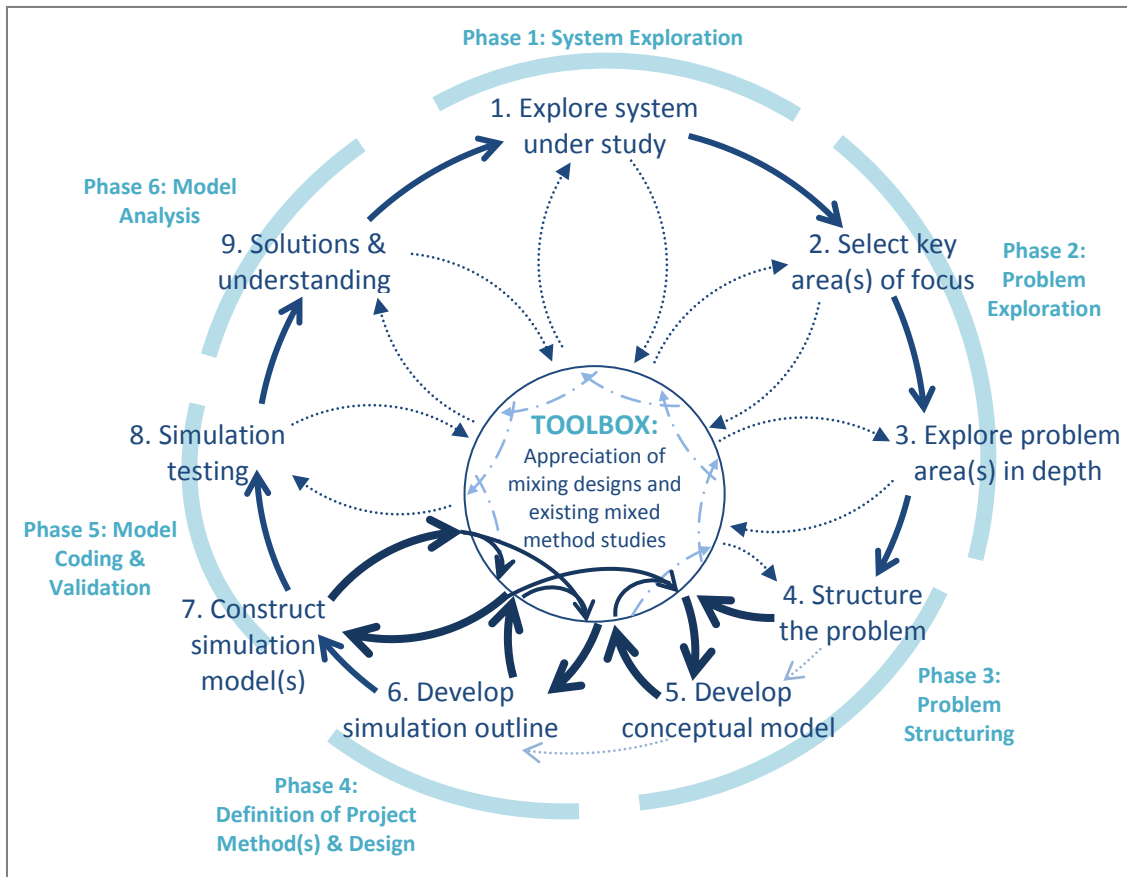 Phase 1: System Exploration
1. Explore system
under study
Phase 6: Model
Analysis
9. Solutions &
understanding
2. Select key
area(s) of focus
Phase 2:
Problem
Exploration
TOOLBOX:
Appreciation of
mixing designs and
existing mixed
method studies
8. Simulation
testing
3. Explore problem
area(s) in depth
Phase 5: Model
Coding &
Validation
7. Construct
simulation
model(s)
4. Structure
the problem
6. Develop
simulation outline
5. Develop
conceptual model
Phase 3:
Problem
Structuring
Phase 4:
Definition of Project
Method(s) & Design